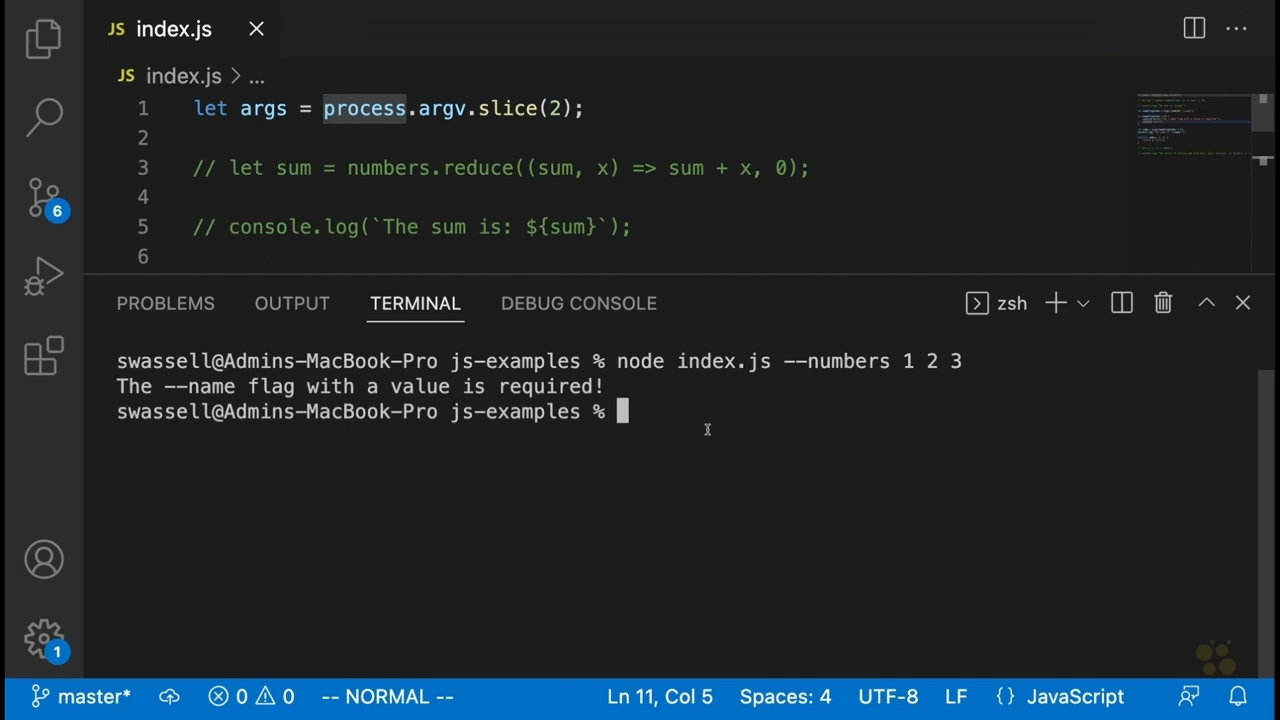 JS index.js
JS index.js > ...
1 let args = process.argv.slice(2);
2
3 // let sum = numbers.reduce((sum, x) => sum + x, 0);
4
5 // console.log(`The sum is: ${sum}`);
6
6
PROBLEMS OUTPUT TERMINAL DEBUG CONSOLE zsh
swassell@Admins-MacBook-Pro js-examples % node index.js --numbers 1 2 3
The --name flag with a value is required!
swassell@Admins-MacBook-Pro js-examples %
1
master* 0 0 -- NORMAL -- Ln 11, Col 5 Spaces: 4 UTF-8 LF {} JavaScript